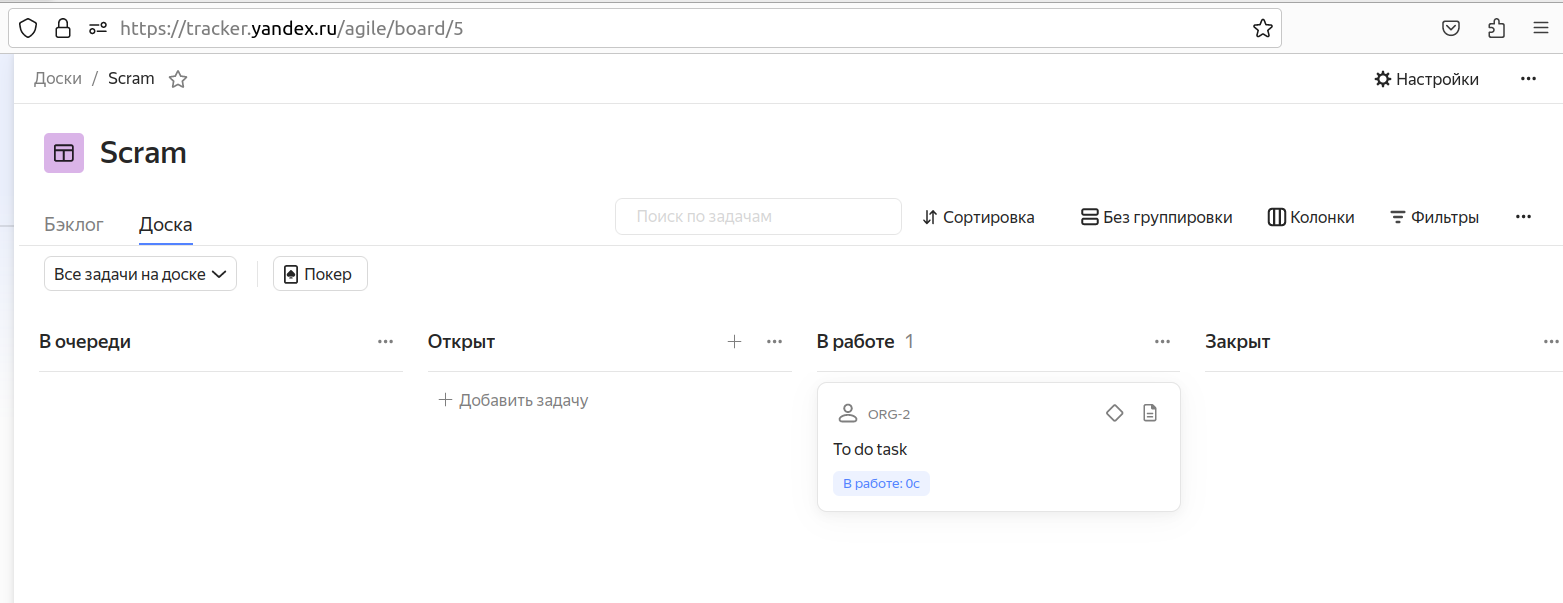 https://tracker.yandex.ru/agile/board/5
Доски / Scram
Настройки
Scram
Бэклог Доска
Поиск по задачам
Сортировка
Без группировки
Колонки
Фильтры
Все задачи на доске
Покер
В очереди
Открыт
В работе 1
Закрыт
Добавить задачу
ORG-2
To do task
В работе: 0с